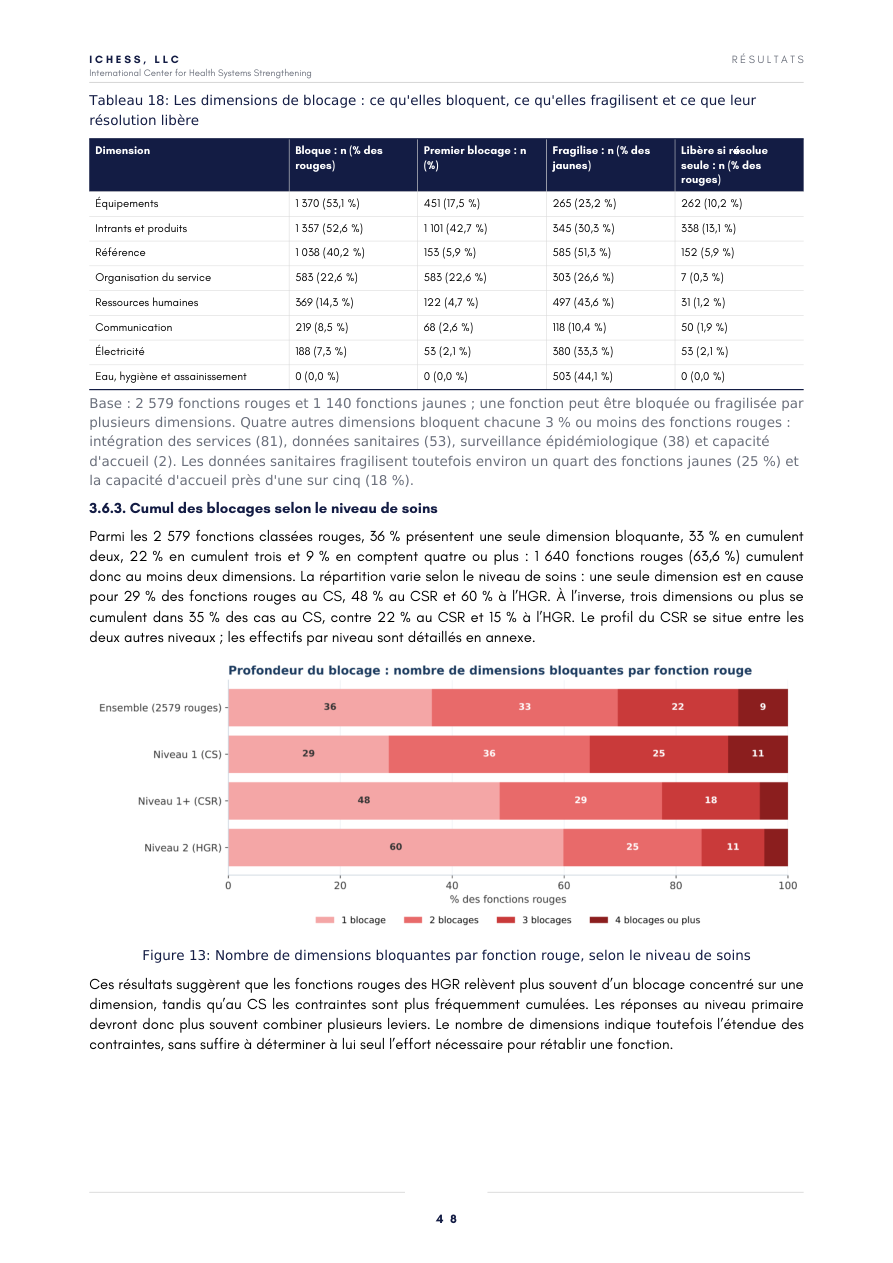 ICHESS, LLC
RÉSULTATS
International Center for Health Systems Strengthening
Tableau 18: Les dimensions de blocage : ce qu'elles bloquent, ce qu'elles fragilisent et ce que leur
résolution libère
Dimension | Bloque : n (% des rouges) | Premier blocage : n (%) | Fragilise : n (% des jaunes) | Libère si résolue seule : n (% des rouges)
Équipements | 1 370 (53,1 %) | 451 (17,5 %) | 265 (23,2 %) | 262 (10,2 %)
Intrants et produits | 1 357 (52,6 %) | 1 101 (42,7 %) | 345 (30,3 %) | 338 (13,1 %)
Référence | 1 038 (40,2 %) | 153 (5,9 %) | 585 (51,3 %) | 152 (5,9 %)
Organisation du service | 583 (22,6 %) | 583 (22,6 %) | 303 (26,6 %) | 7 (0,3 %)
Ressources humaines | 369 (14,3 %) | 122 (4,7 %) | 497 (43,6 %) | 31 (1,2 %)
Communication | 219 (8,5 %) | 68 (2,6 %) | 118 (10,4 %) | 50 (1,9 %)
Électricité | 188 (7,3 %) | 53 (2,1 %) | 380 (33,3 %) | 53 (2,1 %)
Eau, hygiène et assainissement | 0 (0,0 %) | 0 (0,0 %) | 503 (44,1 %) | 0 (0,0 %)
Base : 2 579 fonctions rouges et 1 140 fonctions jaunes ; une fonction peut être bloquée ou fragilisée par
plusieurs dimensions. Quatre autres dimensions bloquent chacune 3 % ou moins des fonctions rouges :
intégration des services (81), données sanitaires (53), surveillance épidémiologique (38) et capacité
d'accueil (2). Les données sanitaires fragilisent toutefois environ un quart des fonctions jaunes (25 %) et
la capacité d'accueil près d'une sur cinq (18 %).
3.6.3. Cumul des blocages selon le niveau de soins
Parmi les 2 579 fonctions classées rouges, 36 % présentent une seule dimension bloquante, 33 % en cumulent
deux, 22 % en cumulent trois et 9 % en comptent quatre ou plus : 1 640 fonctions rouges (63,6 %) cumulent
donc au moins deux dimensions. La répartition varie selon le niveau de soins : une seule dimension est en cause
pour 29 % des fonctions rouges au CS, 48 % au CSR et 60 % à l’HGR. À l’inverse, trois dimensions ou plus se
cumulent dans 35 % des cas au CS, contre 22 % au CSR et 15 % à l’HGR. Le profil du CSR se situe entre les
deux autres niveaux ; les effectifs par niveau sont détaillés en annexe.
Profondeur du blocage : nombre de dimensions bloquantes par fonction rouge
Ensemble (2579 rouges) 36 33 22 9
Niveau 1 (CS) 29 36 25 11
Niveau 1+ (CSR) 48 29 18
Niveau 2 (HGR) 60 25 11
0 20 40 60 80 100
% des fonctions rouges
1 blocage 2 blocages 3 blocages 4 blocages ou plus
Figure 13: Nombre de dimensions bloquantes par fonction rouge, selon le niveau de soins
Ces résultats suggèrent que les fonctions rouges des HGR relèvent plus souvent d’un blocage concentré sur une
dimension, tandis qu’au CS les contraintes sont plus fréquemment cumulées. Les réponses au niveau primaire
devront donc plus souvent combiner plusieurs leviers. Le nombre de dimensions indique toutefois l’étendue des
contraintes, sans suffire à déterminer à lui seul l’effort nécessaire pour rétablir une fonction.
48